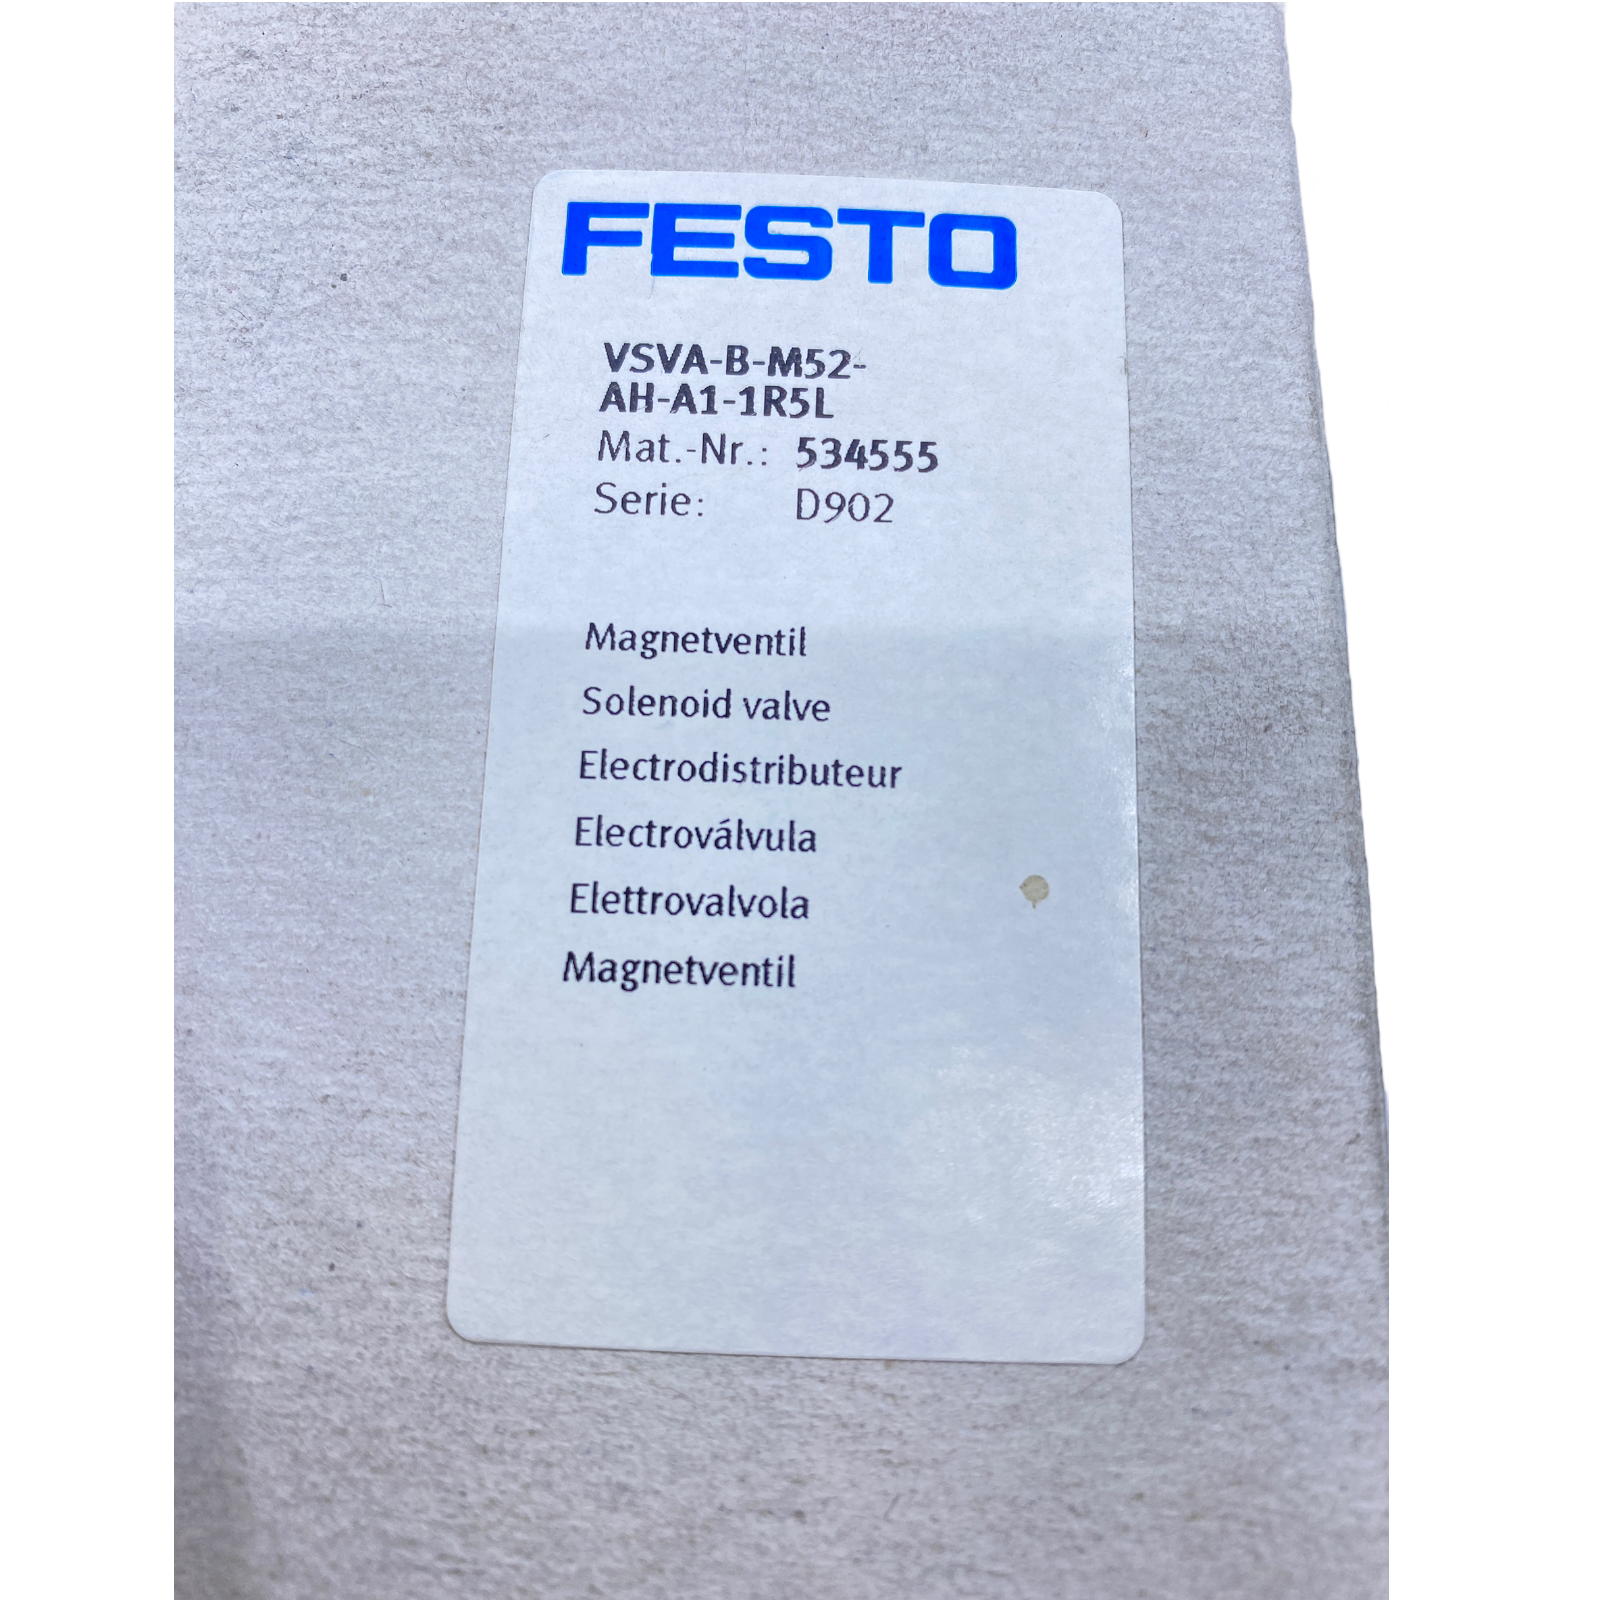 FESTO
VSVA-B-M52-
AH-A1-1R5L
Mat.-Nr.: 534555
Serie: D902
Magnetventil
Solenoid valve
Electrodistributeur
Electroválvula
Elettrovalvola
Magnetventil